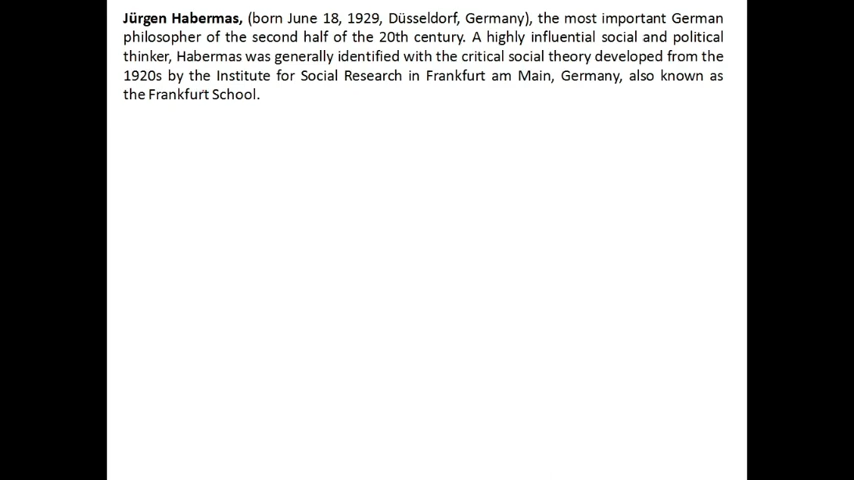 Jürgen Habermas, (born June 18, 1929, Düsseldorf, Germany), the most important German
philosopher of the second half of the 20th century. A highly influential social and political
thinker, Habermas was generally identified with the critical social theory developed from the
1920s by the Institute for Social Research in Frankfurt am Main, Germany, also known as
the Frankfurt School.